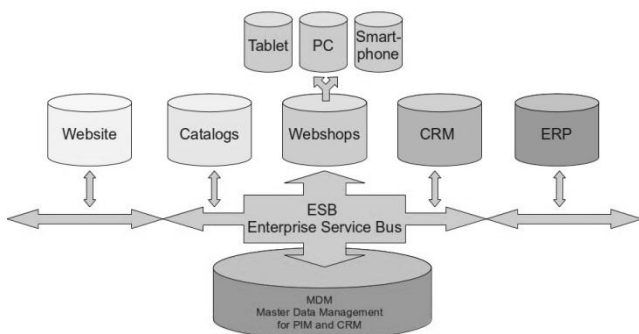 Tablet
PC
Smart-
phone
Website
Catalogs
Webshops
CRM
ERP
ESB
Enterprise Service Bus
MDM
Master Data Management
for PIM and CRM